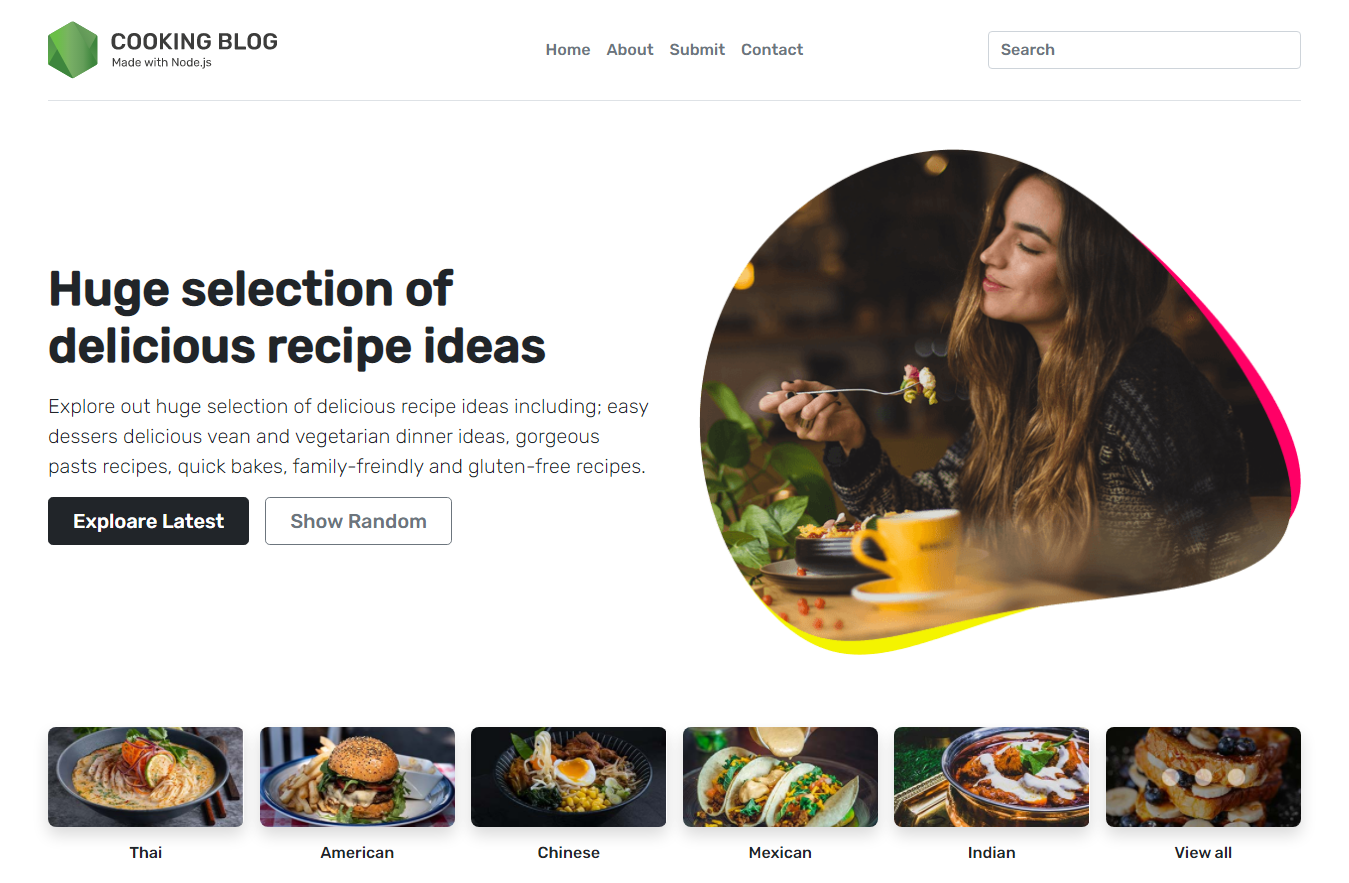 COOKING BLOG
Made with Node.js
Home About Submit Contact
Search
Huge selection of
delicious recipe ideas
Explore out huge selection of delicious recipe ideas including; easy
dessers delicious vean and vegetarian dinner ideas, gorgeous
pasts recipes, quick bakes, family-freindly and gluten-free recipes.
Exploare Latest Show Random
Thai American Chinese Mexican Indian View all